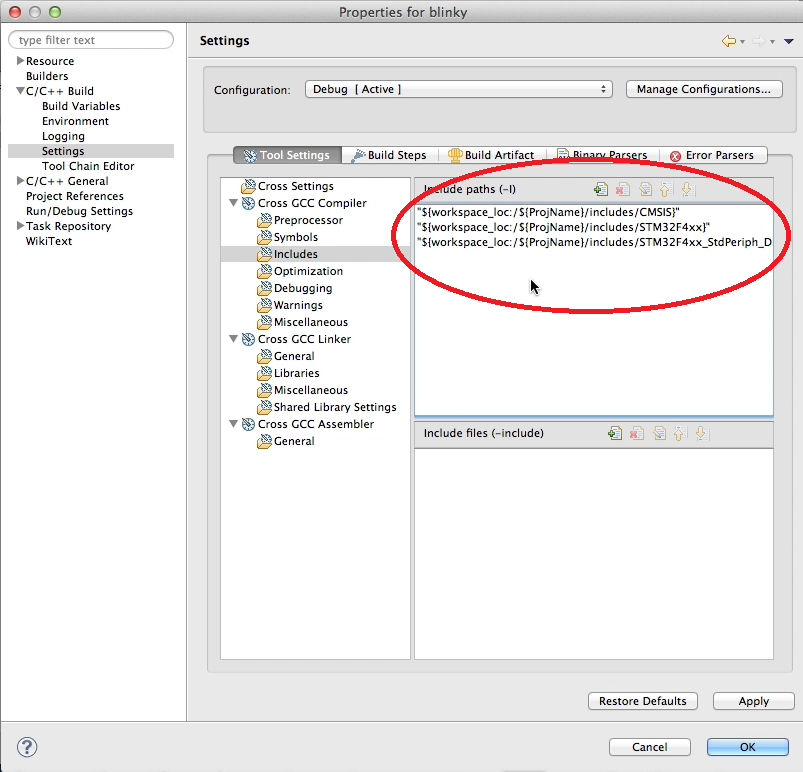 Properties for blinky
type filter text
Resource
Builders
C/C++ Build
Build Variables
Environment
Logging
Settings
Tool Chain Editor
C/C++ General
Project References
Run/Debug Settings
Task Repository
WikiText
Settings
Configuration:
Debug [ Active ]
Manage Configurations...
Tool Settings
Build Steps
Build Artifact
Binary Parsers
Error Parsers
Cross Settings
Cross GCC Compiler
Preprocessor
Symbols
Includes
Optimization
Debugging
Warnings
Miscellaneous
Cross GCC Linker
General
Libraries
Miscellaneous
Shared Library Settings
Cross GCC Assembler
General
Include paths (-I)
"${workspace_loc:/${ProjName}/includes/CMSIS}"
"${workspace_loc:/${ProjName}/includes/STM32F4xx}"
"${workspace_loc:/${ProjName}/includes/STM32F4xx_StdPeriph_D
Include files (-include)
Restore Defaults
Apply
?
Cancel
OK